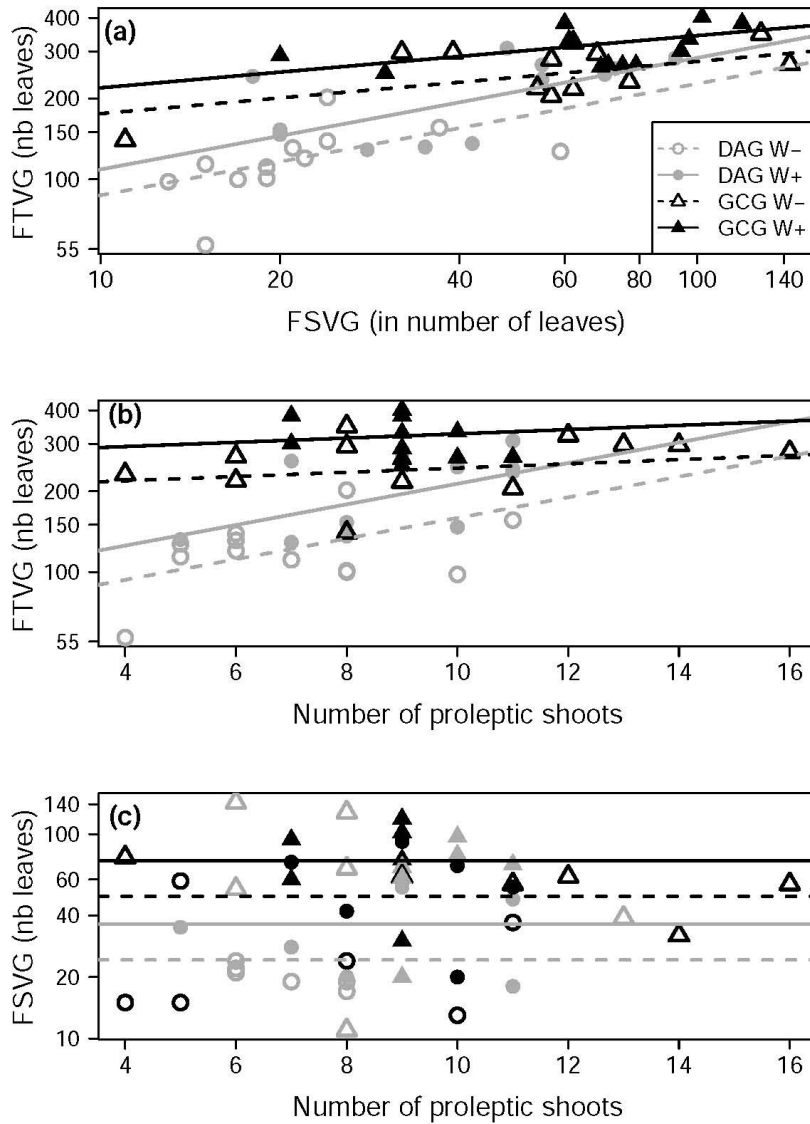 (a)
FTVG (nb leaves)
400
300
200
150
100
55
10 20 40 60 80 100 140
FSVG (in number of leaves)
DAG W−
DAG W+
GCG W−
GCG W+
(b)
FTVG (nb leaves)
400
300
200
150
100
55
4 6 8 10 12 14 16
Number of proleptic shoots
(c)
FSVG (nb leaves)
140
100
60
40
20
10
4 6 8 10 12 14 16
Number of proleptic shoots